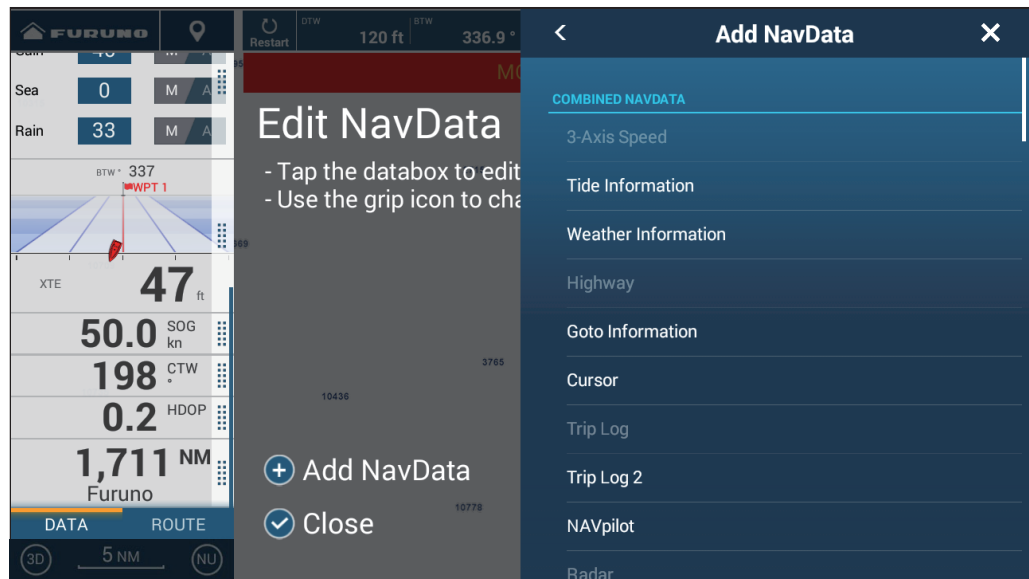 FURUNO
Gain 40 M A
Sea 0 M A
Rain 33 M A
BTW ° 337
WPT 1
XTE 47 ft
50.0 SOG kn
198 CTW °
0.2 HDOP
1,711 NM
Furuno
DATA ROUTE
3D 5 NM NU
Restart
DTW 120 ft
BTW 336.9 °
MO
95
Edit NavData
- Tap the databox to edit
- Use the grip icon to cha
369
3765
10436
10778
Add NavData
Close
Add NavData
COMBINED NAVDATA
3-Axis Speed
Tide Information
Weather Information
Highway
Goto Information
Cursor
Trip Log
Trip Log 2
NAVpilot
Radar